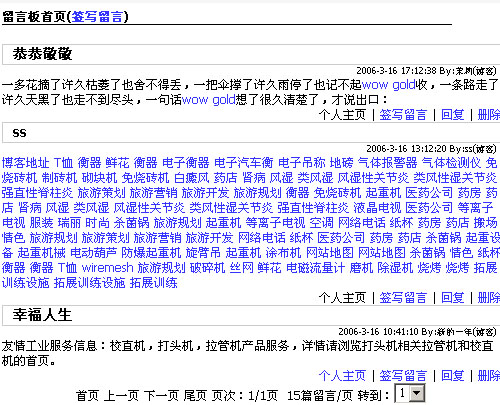 留言板首页(签写留言)
恭恭敬敬
2006-3-16 17:12:38 By:茉莉(游客)
一多花摘了许久枯萎了也舍不得丢，一把伞撑了许久雨停了也记不起wow gold收，一条路走了
许久天黑了也走不到尽头，一句话wow gold想了很久清楚了，才说出口：
个人主页 | 签写留言 | 回复 | 删除
ss
2006-3-16 13:12:20 By:ss(游客)
博客地址 T恤 衡器 鲜花 衡器 电子衡器 电子汽车衡 电子吊称 地磅 气体报警器 气体检测仪 免
烧砖机 制砖机 砌块机 免烧砖机 白癜风 药店 肾病 风湿 类风湿 风湿性关节炎 类风湿性关节炎
强直性脊柱炎 旅游策划 旅游营销 旅游开发 旅游规划 衡器 免烧砖机 起重机 医药公司 药房 药
店 肾病 风湿 类风湿 风湿性关节炎 类风湿性关节炎 强直性脊柱炎 液晶电视 医药公司 等离子
电视 服装 瑞丽 时尚 杀菌锅 旅游规划 起重机 等离子电视 空调 网络电话 纸杯 药房 药店 搬场
情色 旅游规划 旅游策划 旅游营销 旅游开发 网络电话 纸杯 医药公司 药房 药店 杀菌锅 起重设
备 起重机械 电动葫芦 防爆起重机 旋臂吊 起重机 涂布机 网站地图 网站地图 杀菌锅 情色 纸杯
衡器 衡器 T恤 wiremesh 旅游规划 破碎机 丝网 鲜花 电磁流量计 磨机 除湿机 烧烤 烧烤 拓展
训练设施 拓展训练设施 拓展训练
个人主页 | 签写留言 | 回复 | 删除
幸福人生
2006-3-16 10:41:10 By:新的一年(游客)
友情工业服务信息：校直机，打头机，拉管机产品服务，详情请浏览打头机相关拉管机和校直
机的首页。
个人主页 | 签写留言 | 回复 | 删除
首页 上一页 下一页 尾页 页次：1/1页 15篇留言/页 转到： 1